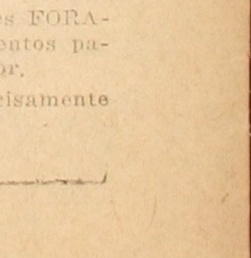 es FORA-
entos pa-
or.
cisamente